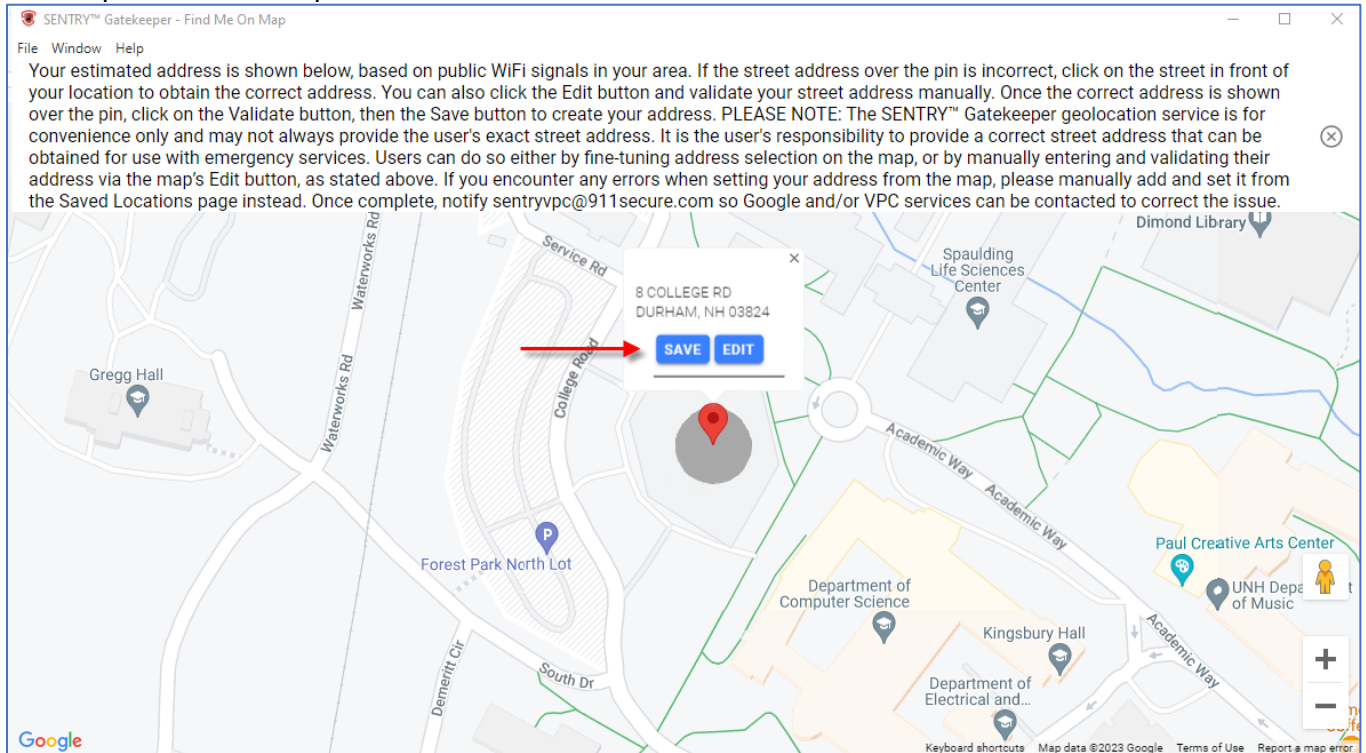 SENTRY™ Gatekeeper - Find Me On Map
File Window Help
Your estimated address is shown below, based on public WiFi signals in your area. If the street address over the pin is incorrect, click on the street in front of
your location to obtain the correct address. You can also click the Edit button and validate your street address manually. Once the correct address is shown
over the pin, click on the Validate button, then the Save button to create your address. PLEASE NOTE: The SENTRY™ Gatekeeper geolocation service is for
convenience only and may not always provide the user's exact street address. It is the user's responsibility to provide a correct street address that can be
obtained for use with emergency services. Users can do so either by fine-tuning address selection on the map, or by manually entering and validating their
address via the map's Edit button, as stated above. If you encounter any errors when setting your address from the map, please manually add and set it from
the Saved Locations page instead. Once complete, notify sentryvpc@911secure.com so Google and/or VPC services can be contacted to correct the issue.
Dimond Library
Waterworks Rd
Service Rd
Spaulding
Life Sciences
Center
8 COLLEGE RD
DURHAM, NH 03824
SAVE EDIT
Gregg Hall
Waterworks Rd
College Road
Academic Way
Academic Way
P
Forest Park North Lot
Paul Creative Arts Center
Department of
Computer Science
UNH Depa t
of Music
Kingsbury Hall
Academic Way
Demeritt Cir
South Dr
Department of
Electrical and...
Google
Keyboard shortcuts Map data ©2023 Google Terms of Use Report a map error